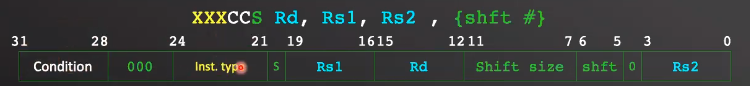 XXXCCS Rd, Rs1, Rs2 , {shft #}
31 28 24 21 19 16 15 12 11 7 6 5 3 0
Condition 000 Inst. type S Rs1 Rd Shift size shft 0 Rs2